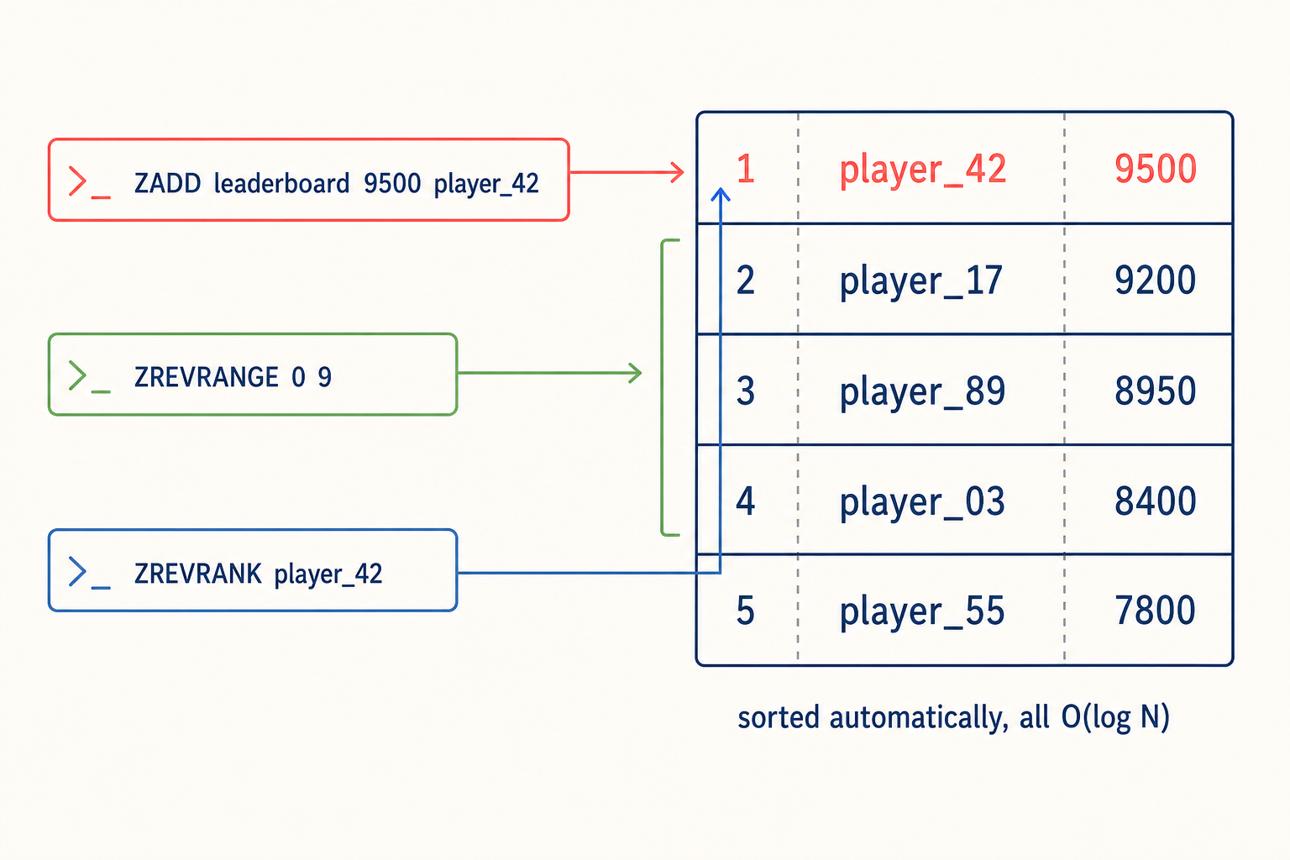 >_ ZADD leaderboard 9500 player_42
>_ ZREVRANGE 0 9
>_ ZREVRANK player_42
1 player_42 9500
2 player_17 9200
3 player_89 8950
4 player_03 8400
5 player_55 7800
sorted automatically, all O(log N)